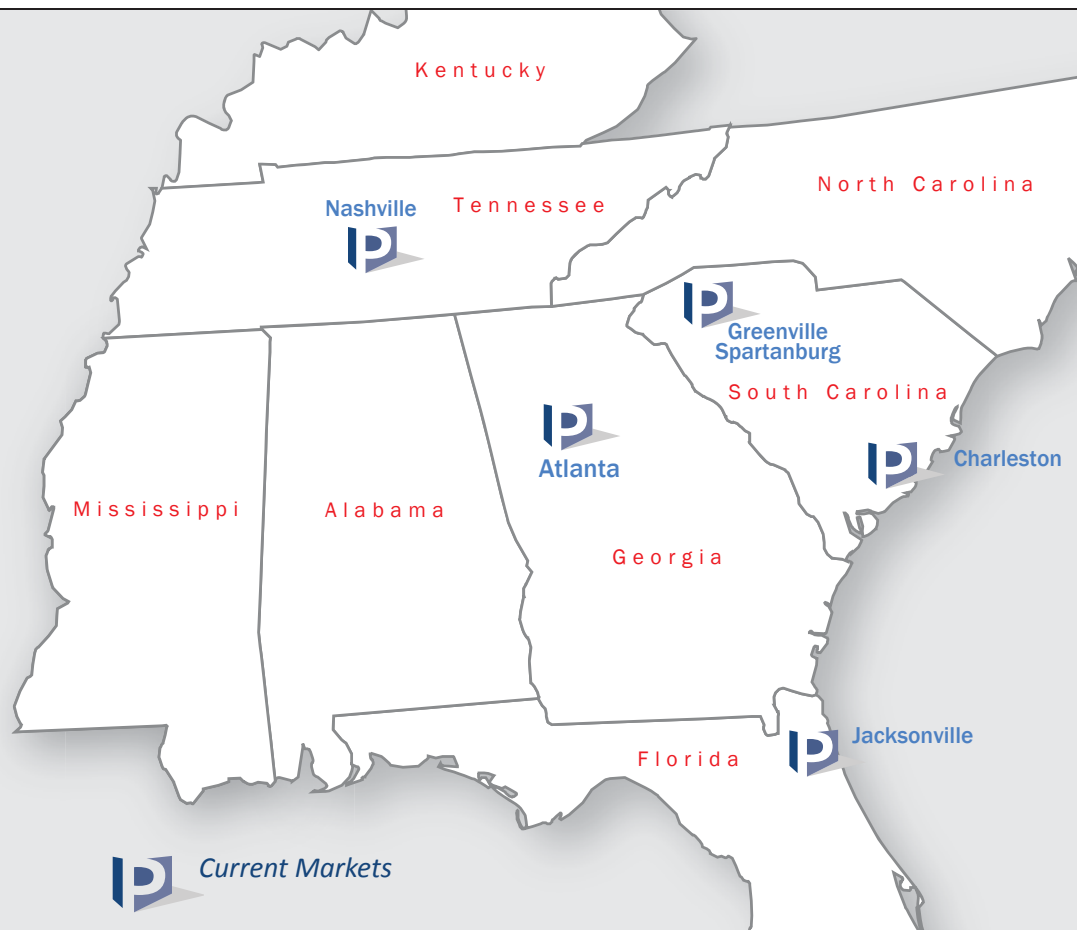 Kentucky
North Carolina
Nashville
Tennessee
P
P
Greenville
Spartanburg
South Carolina
P
Atlanta
P
Charleston
Mississippi
Alabama
Georgia
P
Jacksonville
Florida
P
Current Markets